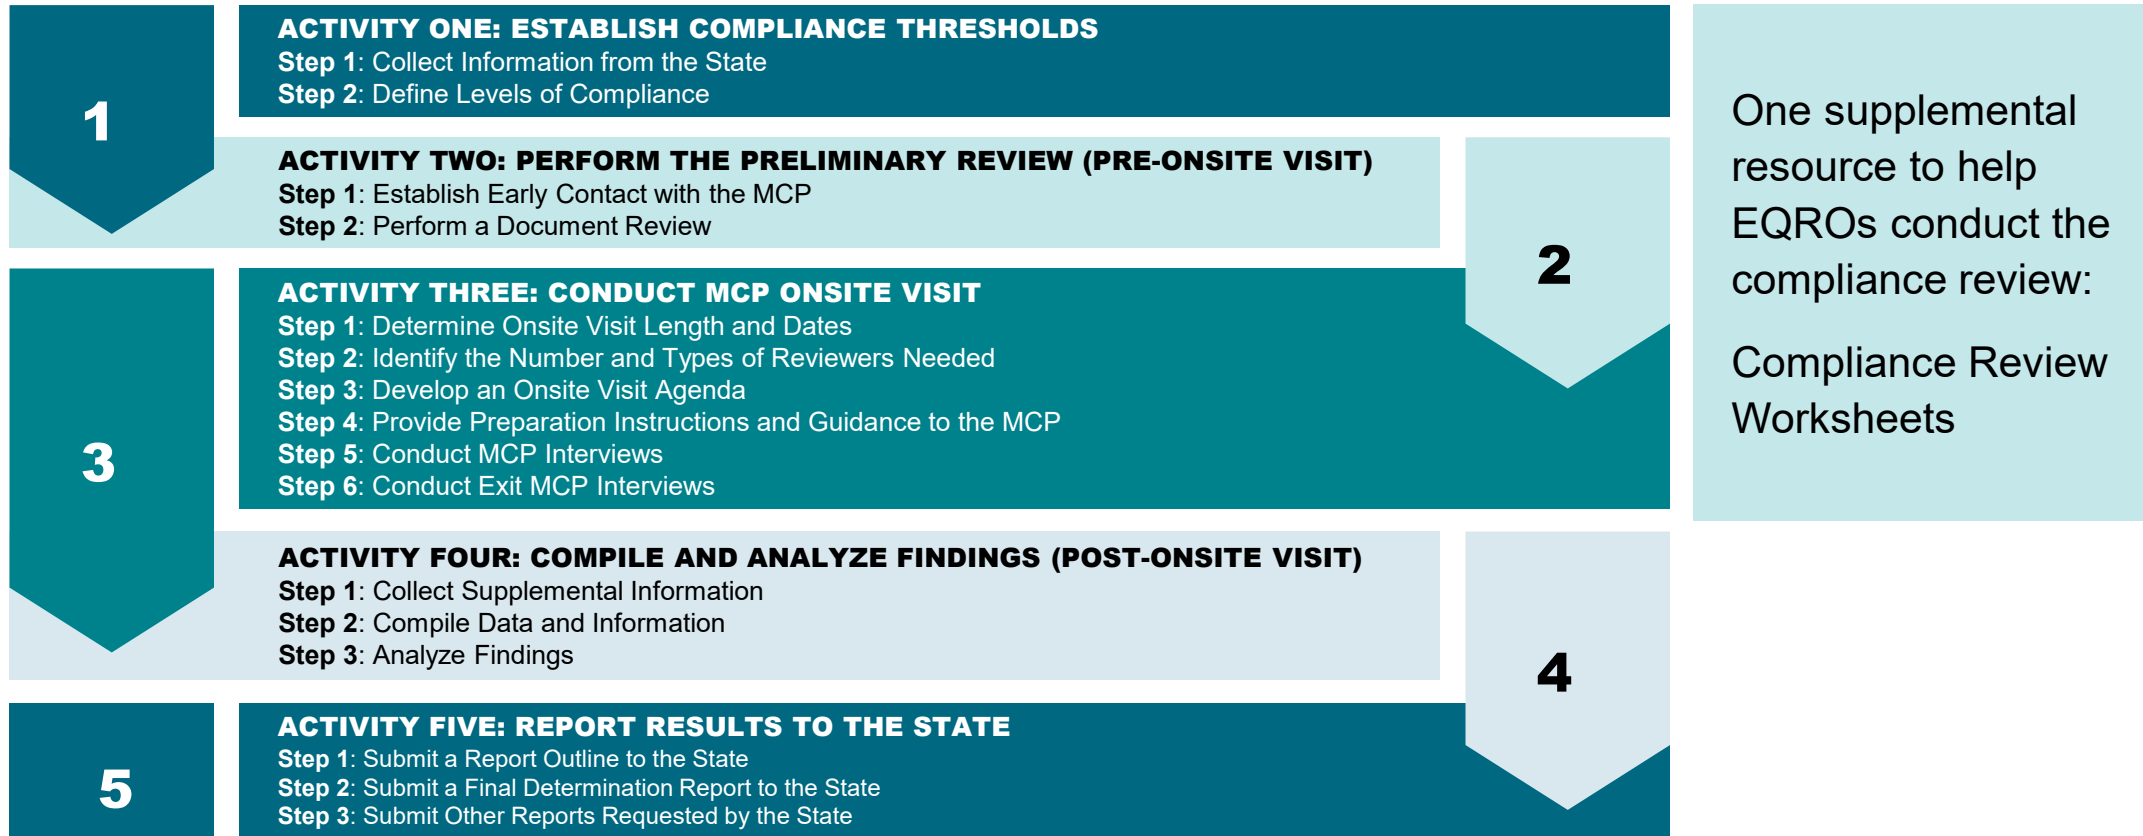 1
ACTIVITY ONE: ESTABLISH COMPLIANCE THRESHOLDS
Step 1: Collect Information from the State
Step 2: Define Levels of Compliance
2
ACTIVITY TWO: PERFORM THE PRELIMINARY REVIEW (PRE-ONSITE VISIT)
Step 1: Establish Early Contact with the MCP
Step 2: Perform a Document Review
3
ACTIVITY THREE: CONDUCT MCP ONSITE VISIT
Step 1: Determine Onsite Visit Length and Dates
Step 2: Identify the Number and Types of Reviewers Needed
Step 3: Develop an Onsite Visit Agenda
Step 4: Provide Preparation Instructions and Guidance to the MCP
Step 5: Conduct MCP Interviews
Step 6: Conduct Exit MCP Interviews
4
ACTIVITY FOUR: COMPILE AND ANALYZE FINDINGS (POST-ONSITE VISIT)
Step 1: Collect Supplemental Information
Step 2: Compile Data and Information
Step 3: Analyze Findings
5
ACTIVITY FIVE: REPORT RESULTS TO THE STATE
Step 1: Submit a Report Outline to the State
Step 2: Submit a Final Determination Report to the State
Step 3: Submit Other Reports Requested by the State
One supplemental
resource to help
EQROs conduct the
compliance review:
Compliance Review
Worksheets